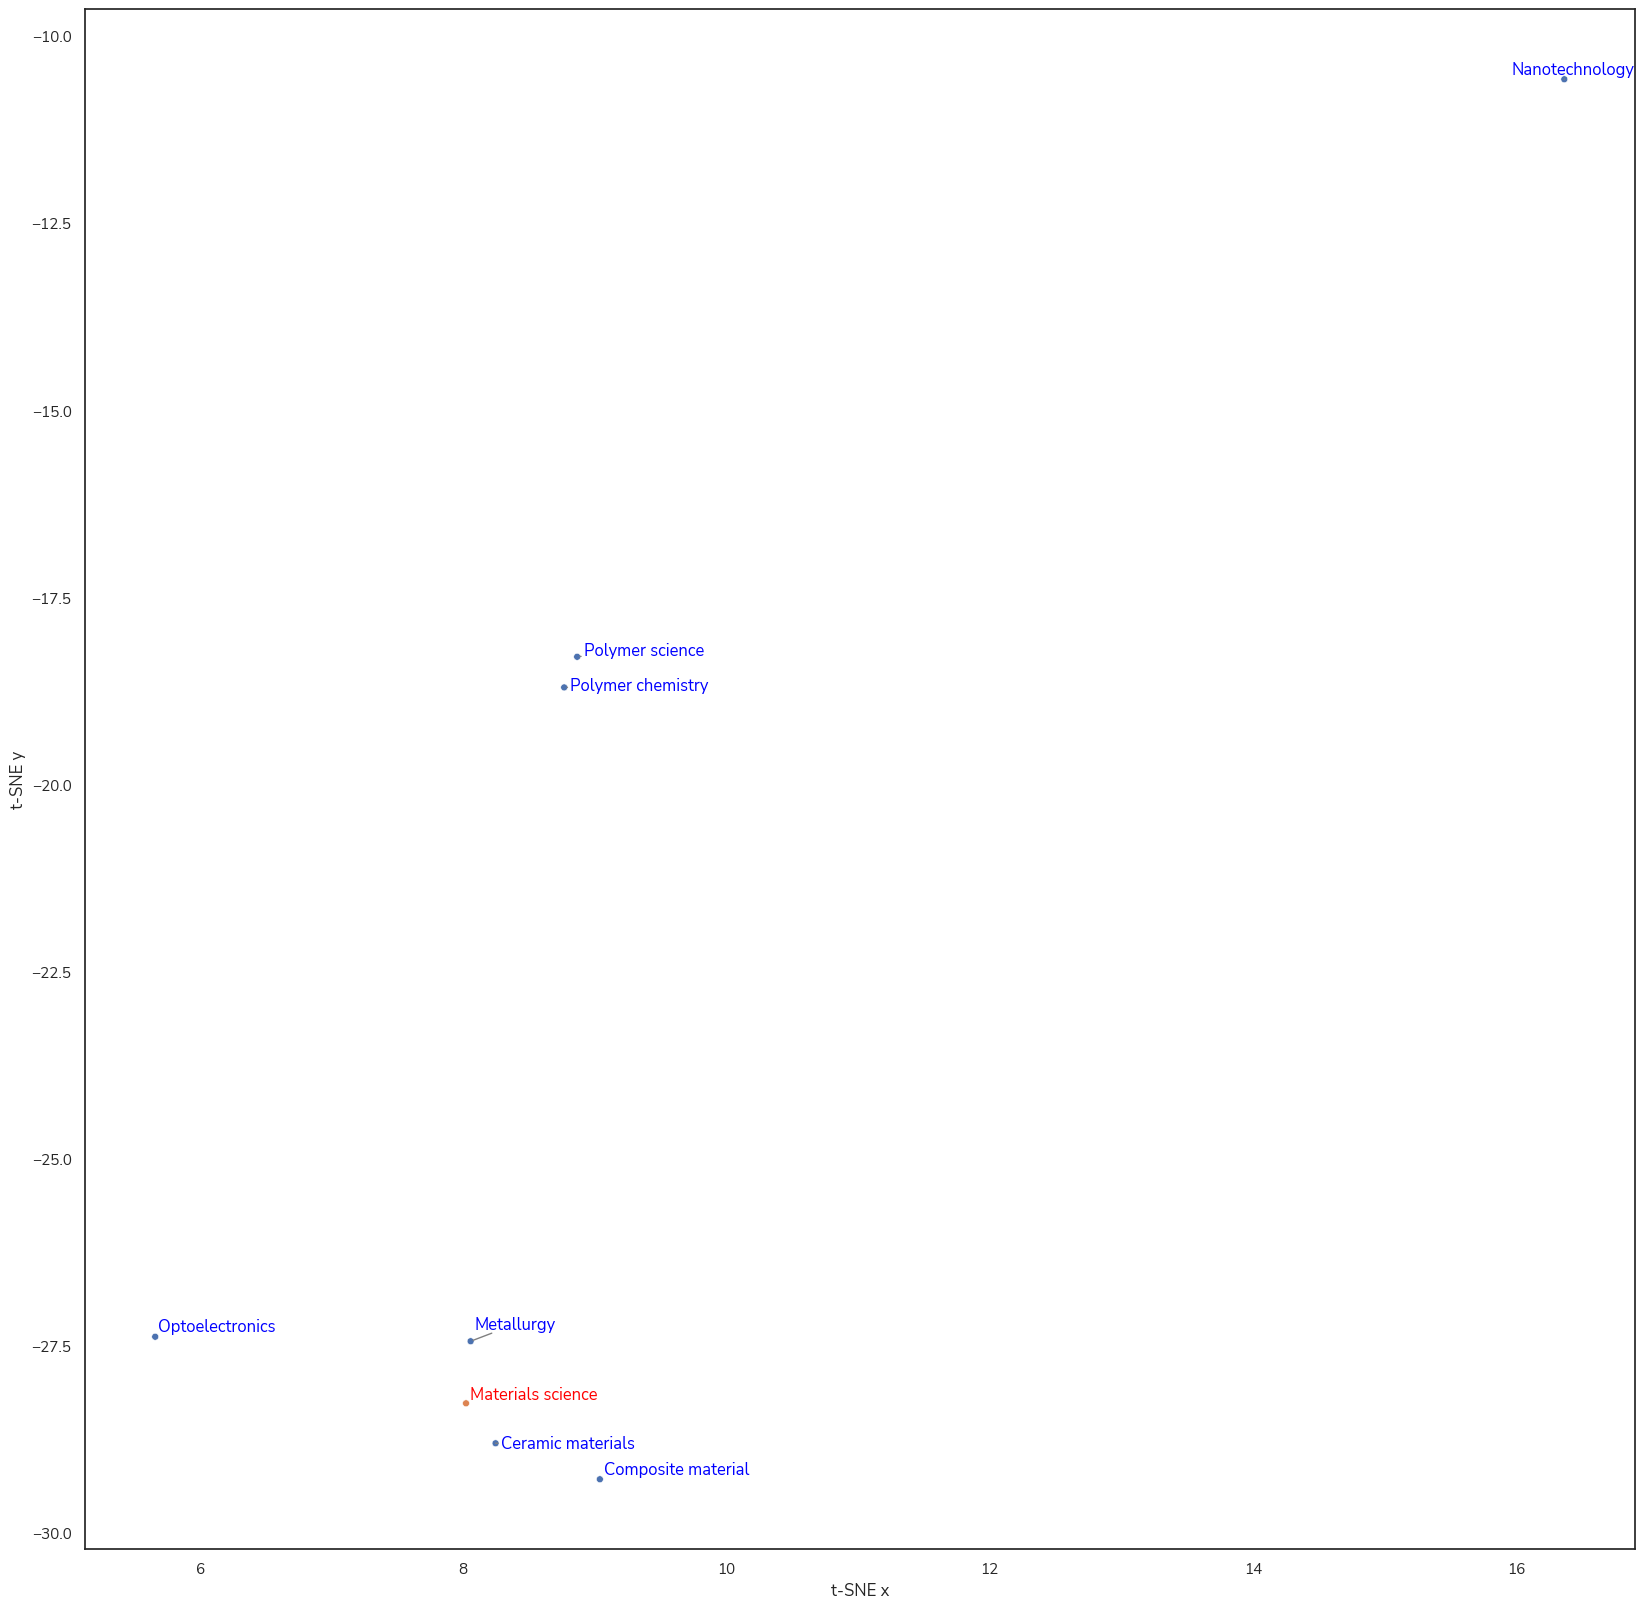 −10.0
Nanotechnology
−12.5
−15.0
−17.5
Polymer science
Polymer chemistry
t-SNE y
−20.0
−22.5
−25.0
Optoelectronics
Metallurgy
−27.5
Materials science
Ceramic materials
Composite material
−30.0
6 8 10 12 14 16
t-SNE x